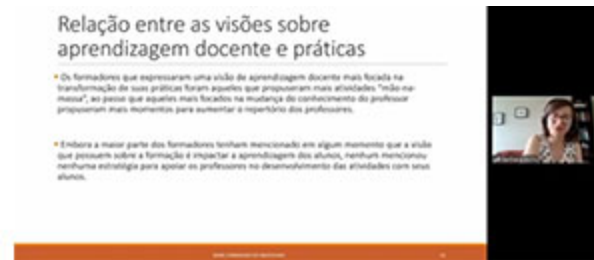 Relação entre as visões sobre
aprendizagem docente e práticas
Os formadores que expressaram uma visão de aprendizagem docente mais focada na
transformação de suas práticas foram aqueles que propuseram mais atividades “mão-na-
massa”, ao passo que aqueles mais focados na mudança do conhecimento do professor
propuseram mais momentos para aumentar o repertório dos professores.
Embora a maior parte dos formadores tenham mencionado em algum momento que a visão
que possuem sobre a formação é impactar a aprendizagem dos alunos, nenhum mencionou
nenhuma estratégia para apoiar os professores no desenvolvimento das atividades com seus
alunos.